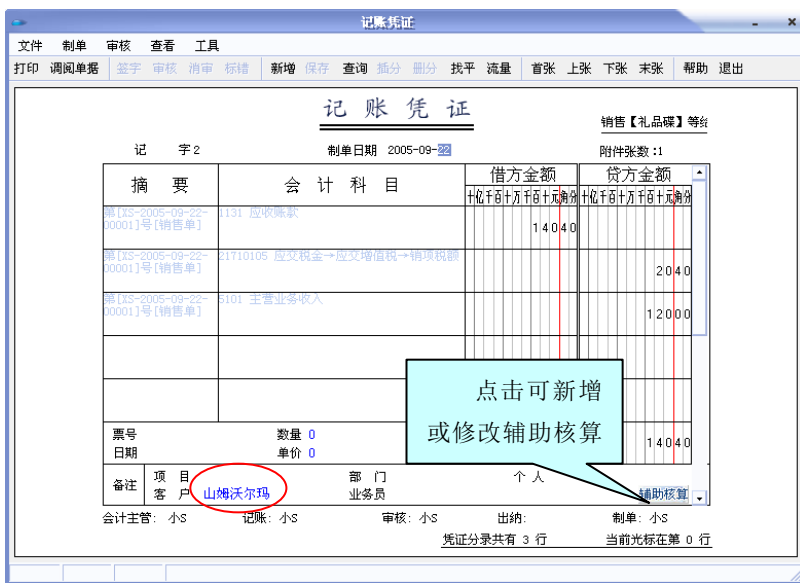 记账凭证
文件 制单 审核 查看 工具
打印 调阅单据 签字 审核 消审 标错 新增 保存 查询 插分 删分 找平 流量 首张 上张 下张 末张 帮助 退出
记 账 凭 证
销售【礼品碟】等给
记 字2 制单日期 2005-09-22 附件张数:1
摘 要 会 计 科 目 借方金额 贷方金额
十亿千百十万千百十元角分 十亿千百十万千百十元角分
第[XS-2005-09-22-
00001]号[销售单]
1131 应收账款
14040
第[XS-2005-09-22-
00001]号[销售单]
21710105 应交税金→应交增值税→销项税额
2040
第[XS-2005-09-22-
00001]号[销售单]
5101 主营业务收入
12000
点击可新增
或修改辅助核算
票号 数量 0
日期 单价 0
14040
备注 项 目 部 门 个 人
客 户 山姆沃尔玛 业务员 辅助核算
会计主管: 小S 记账: 小S 审核: 小S 出纳: 制单: 小S
凭证分录共有 3 行 当前光标在第 0 行